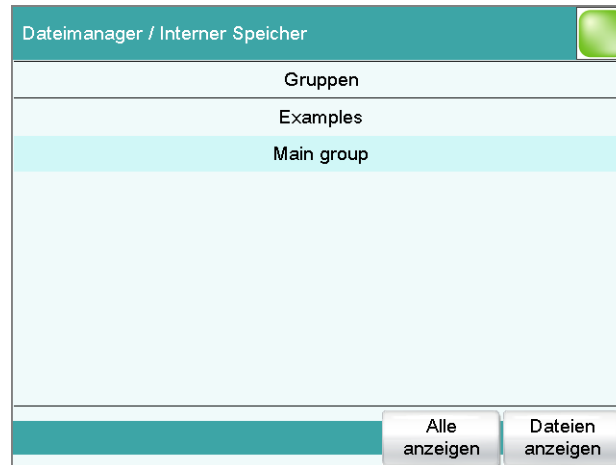 Dateimanager / Interner Speicher
Gruppen
Examples
Main group
Alle
anzeigen
Dateien
anzeigen